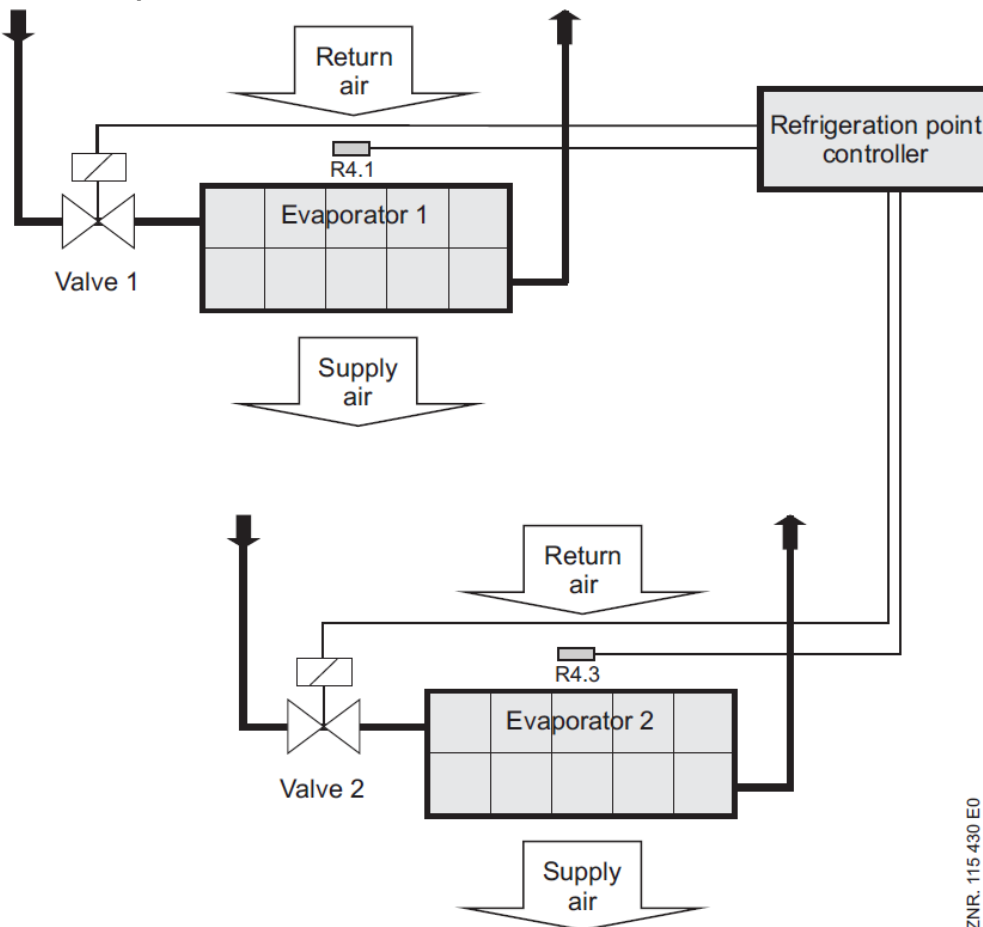 Return
air
Refrigeration point
controller
R4.1
Evaporator 1
Valve 1
Supply
air
Return
air
R4.3
Evaporator 2
Valve 2
Supply
air
ZNR. 115 430 E0